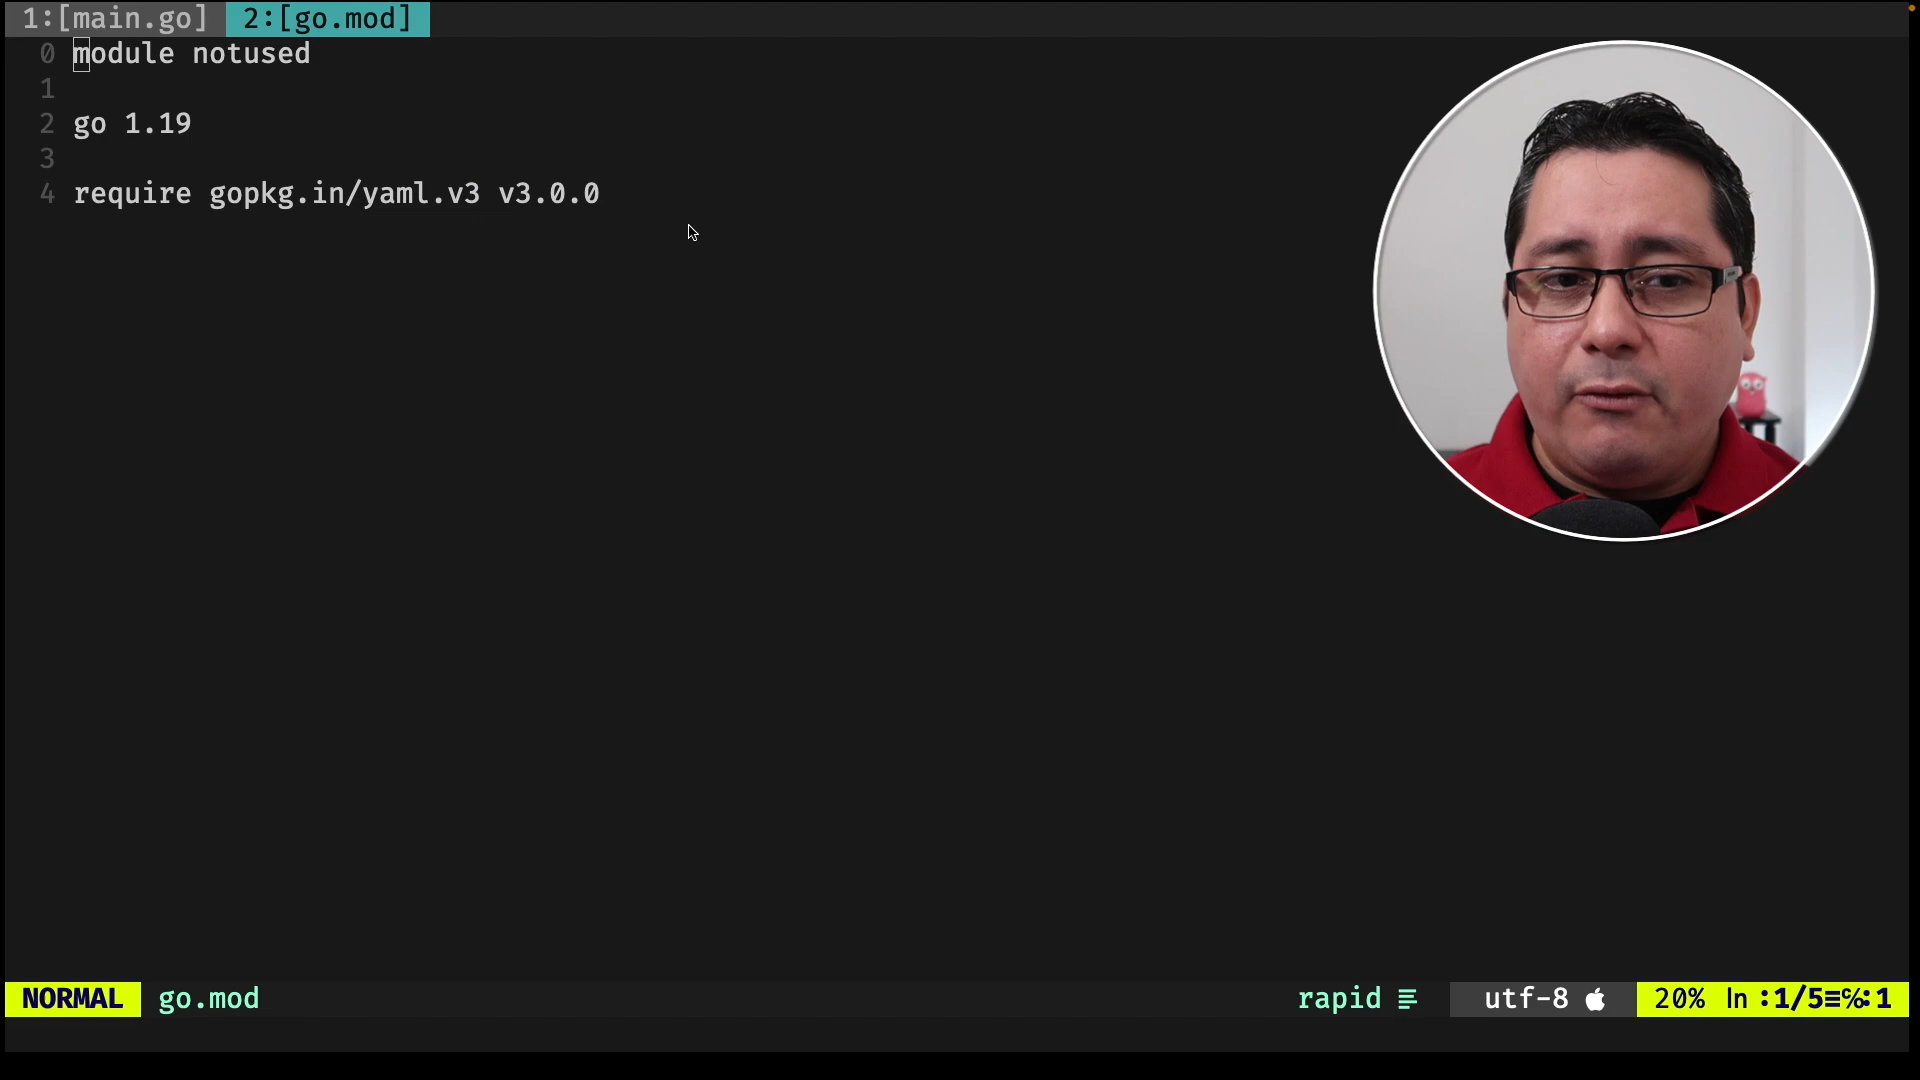 1:[main.go] 2:[go.mod]
0 module notused
1
2 go 1.19
3
4 require gopkg.in/yaml.v3 v3.0.0
NORMAL go.mod rapid utf-8 20% ln :1/5≡℅:1